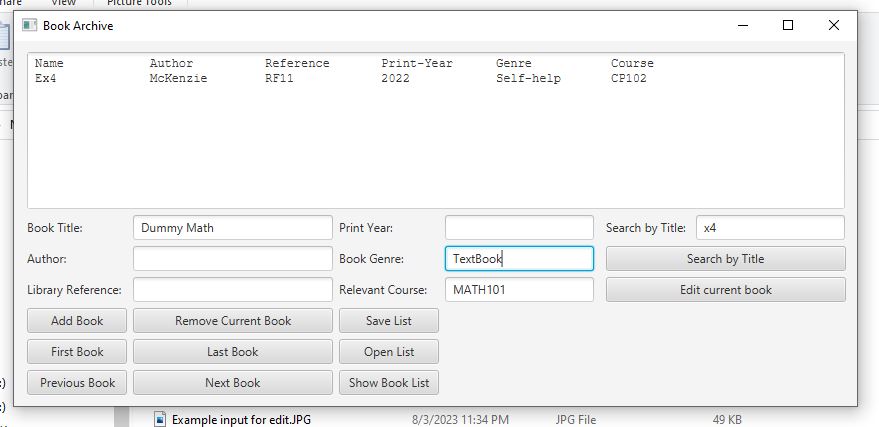 View
Picture Tools
Book Archive
Name Author Reference Print-Year Genre Course
Ex4 McKenzie RF11 2022 Self-help CP102
Book Title: Dummy Math Print Year: Search by Title: x4
Author: Book Genre: TextBook Search by Title
Library Reference: Relevant Course: MATH101 Edit current book
Add Book Remove Current Book Save List
First Book Last Book Open List
Previous Book Next Book Show Book List
Example input for edit.JPG 8/3/2023 11:34 PM JPG File 49 KB